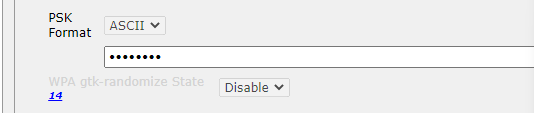 PSK
Format
ASCII
••••••••
WPA gtk-randomize State
14
Disable